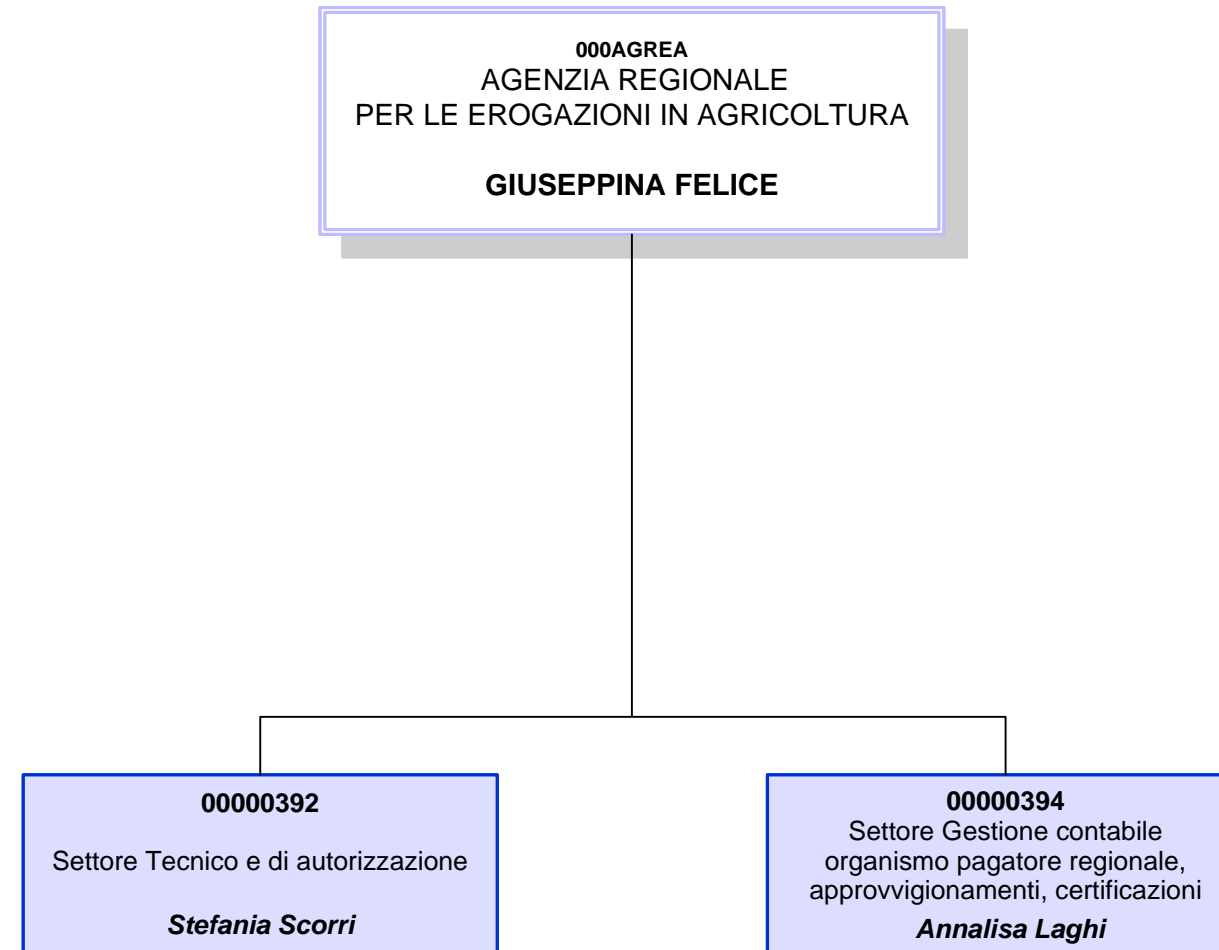 000AGREA
AGENZIA REGIONALE
PER LE EROGAZIONI IN AGRICOLTURA
GIUSEPPINA FELICE
00000392
Settore Tecnico e di autorizzazione
Stefania Scorri
00000394
Settore Gestione contabile
organismo pagatore regionale,
approvvigionamenti, certificazioni
Annalisa Laghi